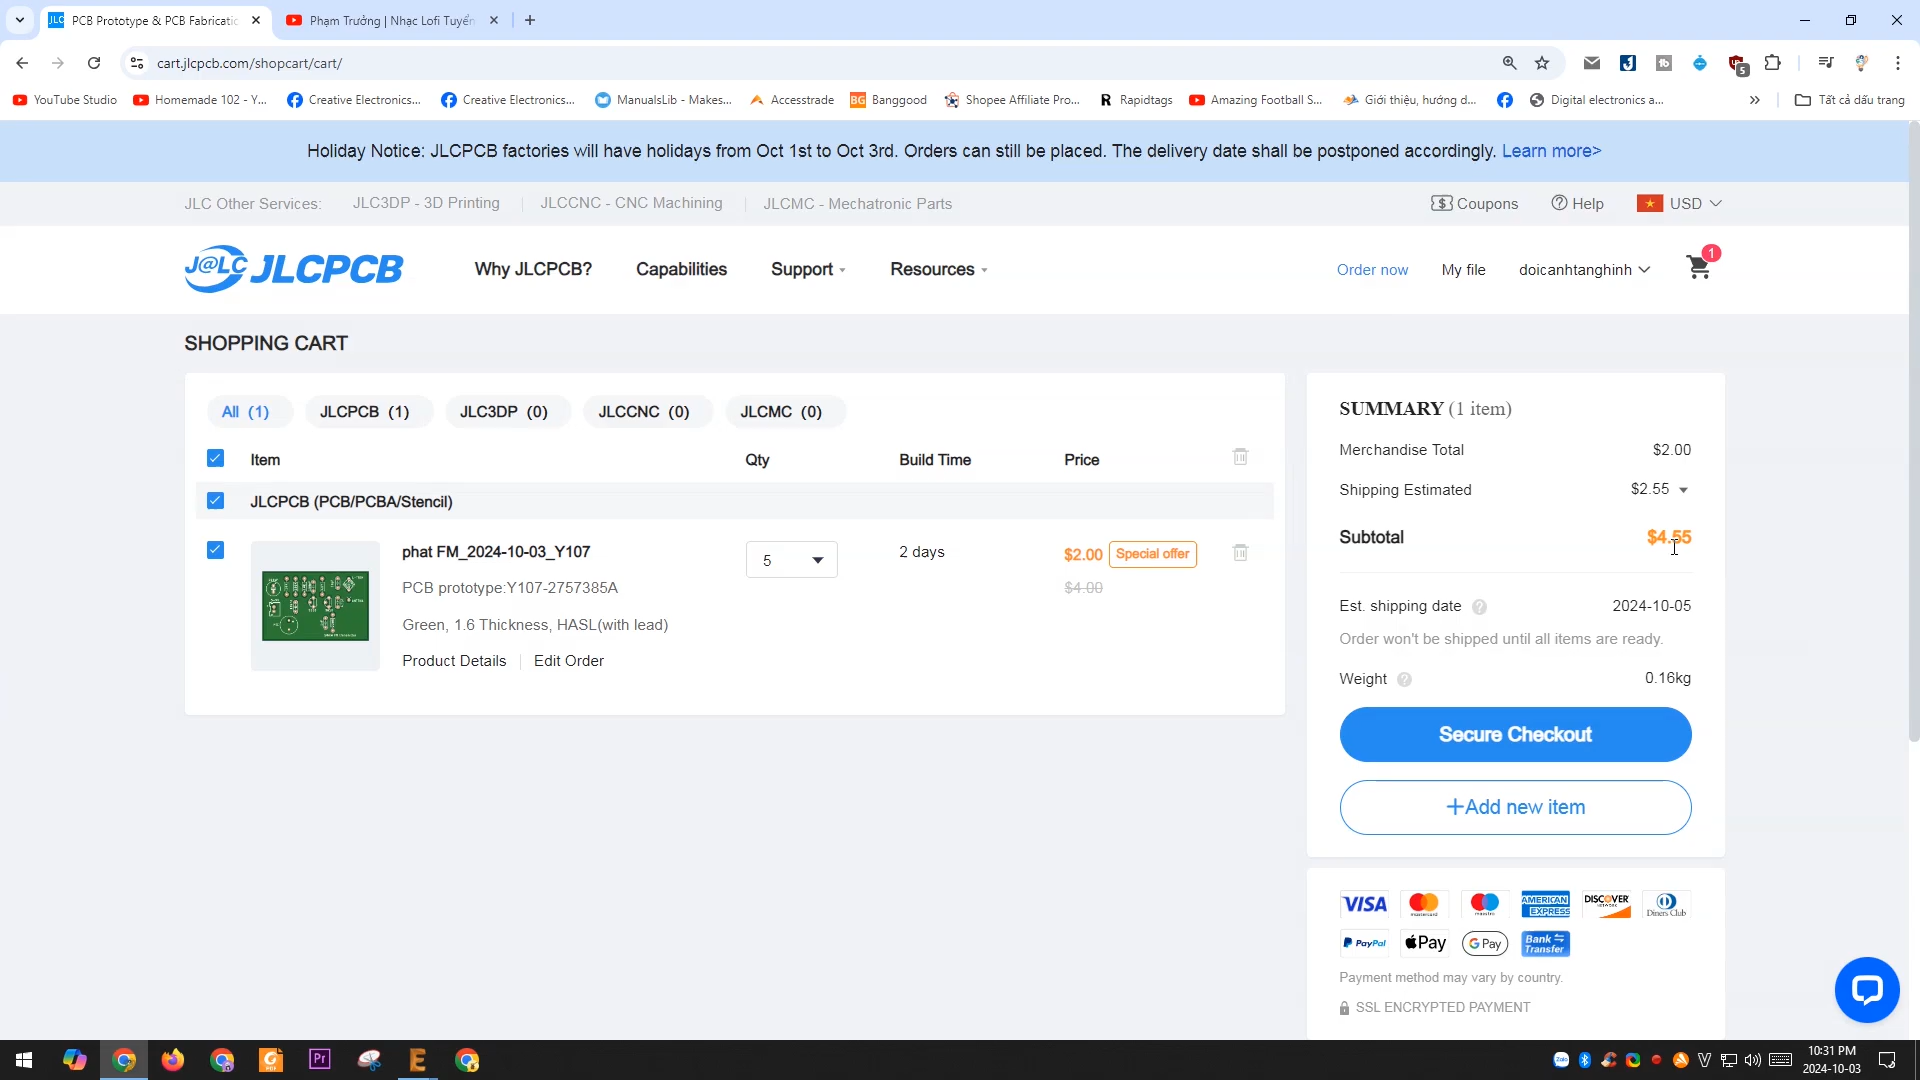 PCB Prototype & PCB Fabricatio
Phạm Trưởng | Nhạc Lofi Tuyển
cart.jlcpcb.com/shopcart/cart/
YouTube Studio
Homemade 102 - Y...
Creative Electronics...
Creative Electronics...
ManualsLib - Makes...
Accesstrade
Banggood
Shopee Affiliate Pro...
Rapidtags
Amazing Football S...
Giới thiệu, hướng d...
Digital electronics a...
Tất cả dấu trang
Holiday Notice: JLCPCB factories will have holidays from Oct 1st to Oct 3rd. Orders can still be placed. The delivery date shall be postponed accordingly. Learn more>
JLC Other Services:
JLC3DP - 3D Printing
JLCCNC - CNC Machining
JLCMC - Mechatronic Parts
Coupons
Help
USD
J@LC JLCPCB
Why JLCPCB?
Capabilities
Support
Resources
Order now
My file
doicanhtanghinh
1
SHOPPING CART
All (1)
JLCPCB (1)
JLC3DP (0)
JLCCNC (0)
JLCMC (0)
Item
Qty
Build Time
Price
JLCPCB (PCB/PCBA/Stencil)
phat FM_2024-10-03_Y107
5
2 days
$2.00
Special offer
$4.00
PCB prototype:Y107-2757385A
Green, 1.6 Thickness, HASL(with lead)
Product Details
Edit Order
SUMMARY (1 item)
Merchandise Total
$2.00
Shipping Estimated
$2.55
Subtotal
$4.55
Est. shipping date
2024-10-05
Order won't be shipped until all items are ready.
Weight
0.16kg
Secure Checkout
+Add new item
VISA
mastercard
maestro
AMERICAN EXPRESS
DISCOVER
Diners Club
PayPal
Pay
G Pay
Bank Transfer
Payment method may vary by country.
SSL ENCRYPTED PAYMENT
10:31 PM
2024-10-03